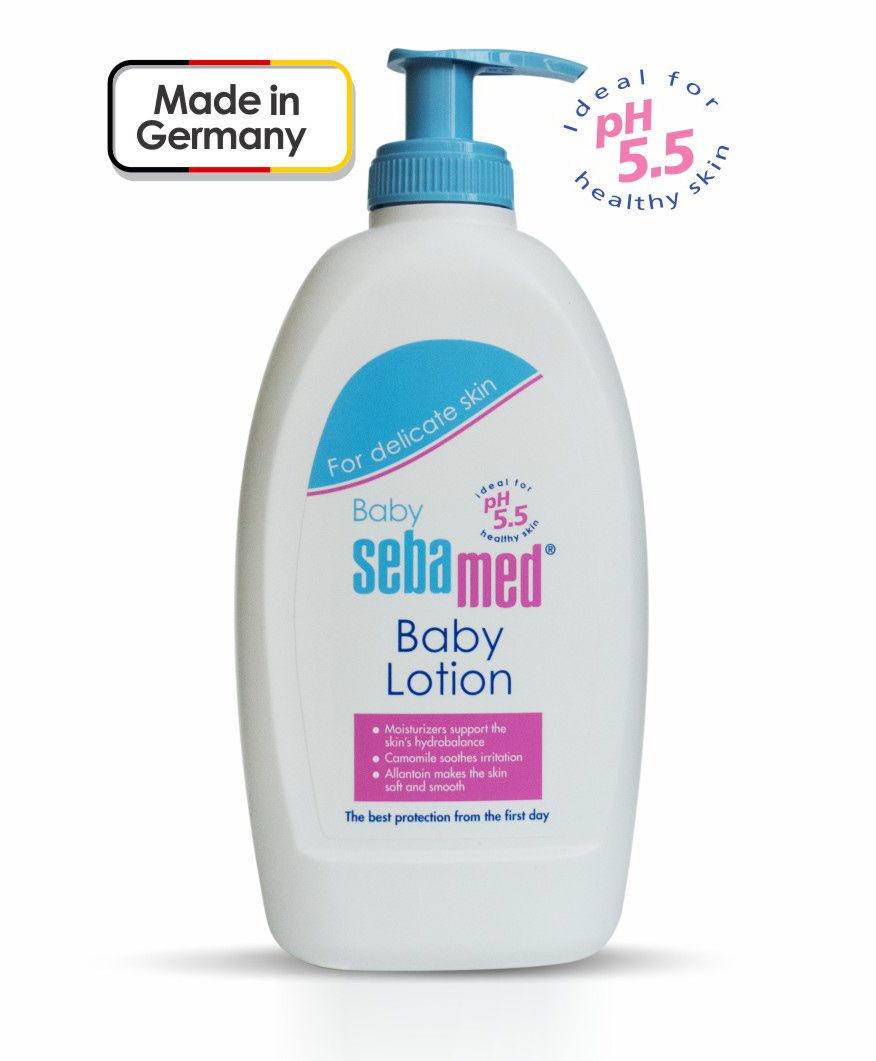 Made in
Germany
ideal for
pH
5.5
healthy skin
For delicate skin
Baby
ideal for
pH
5.5
healthy skin
sebamed®
Baby
Lotion
• Moisturizers support the
skin's hydrobalance
• Camomile soothes irritation
• Allantoin makes the skin
soft and smooth
The best protection from the first day